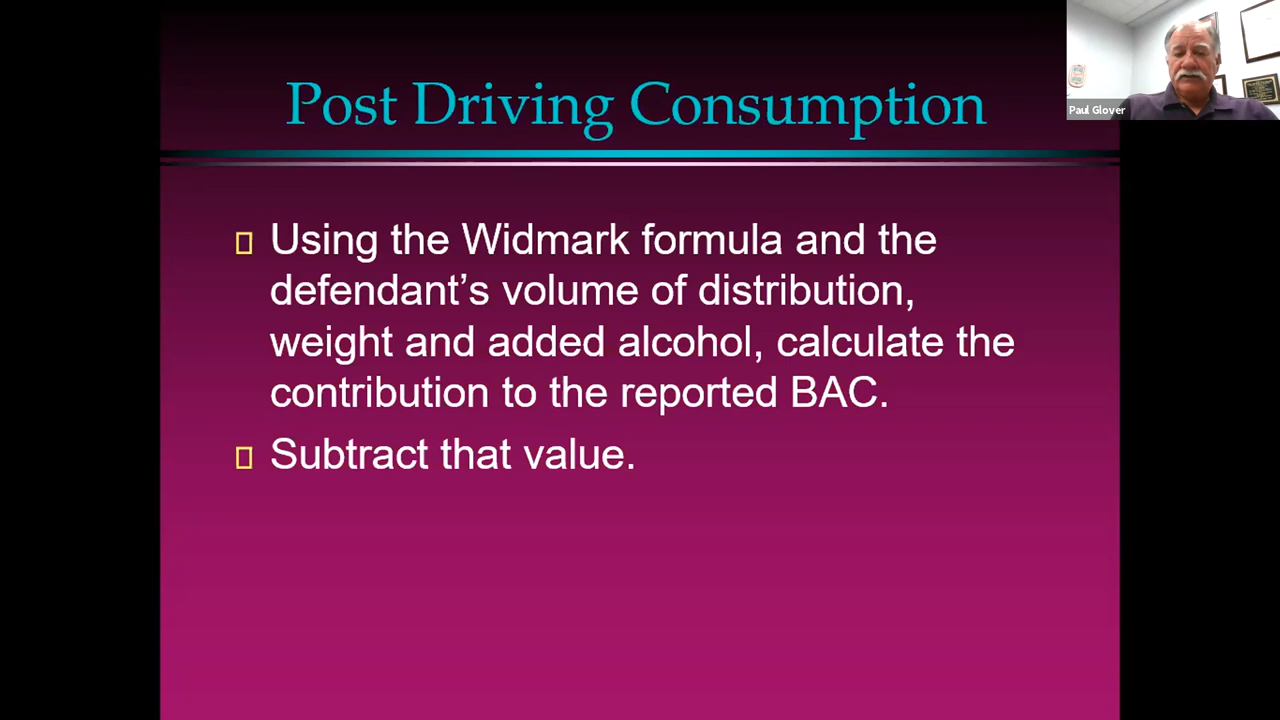 Post Driving Consumption
Paul Glover
Using the Widmark formula and the
defendant’s volume of distribution,
weight and added alcohol, calculate the
contribution to the reported BAC.
Subtract that value.